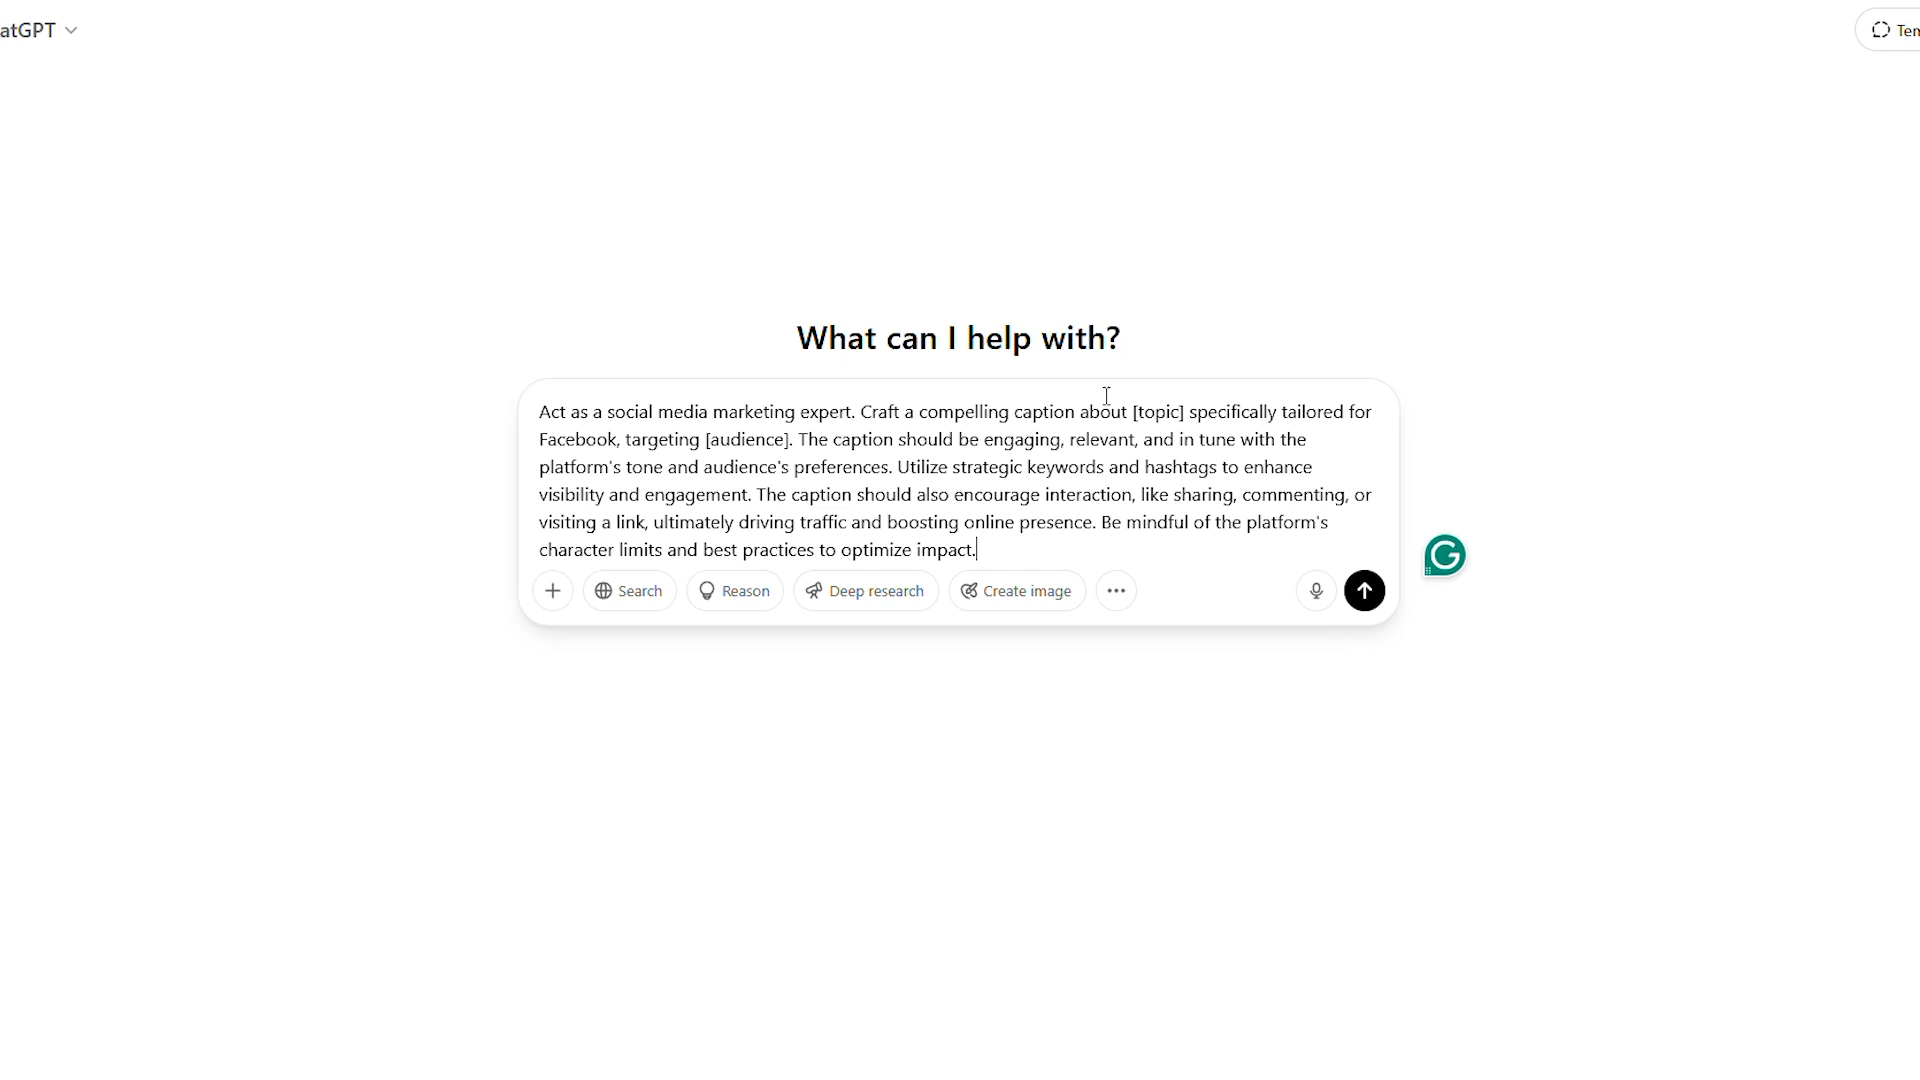 atGPT
Tem
What can I help with?
Act as a social media marketing expert. Craft a compelling caption about [topic] specifically tailored for
Facebook, targeting [audience]. The caption should be engaging, relevant, and in tune with the
platform's tone and audience's preferences. Utilize strategic keywords and hashtags to enhance
visibility and engagement. The caption should also encourage interaction, like sharing, commenting, or
visiting a link, ultimately driving traffic and boosting online presence. Be mindful of the platform's
character limits and best practices to optimize impact.
Search Reason Deep research Create image